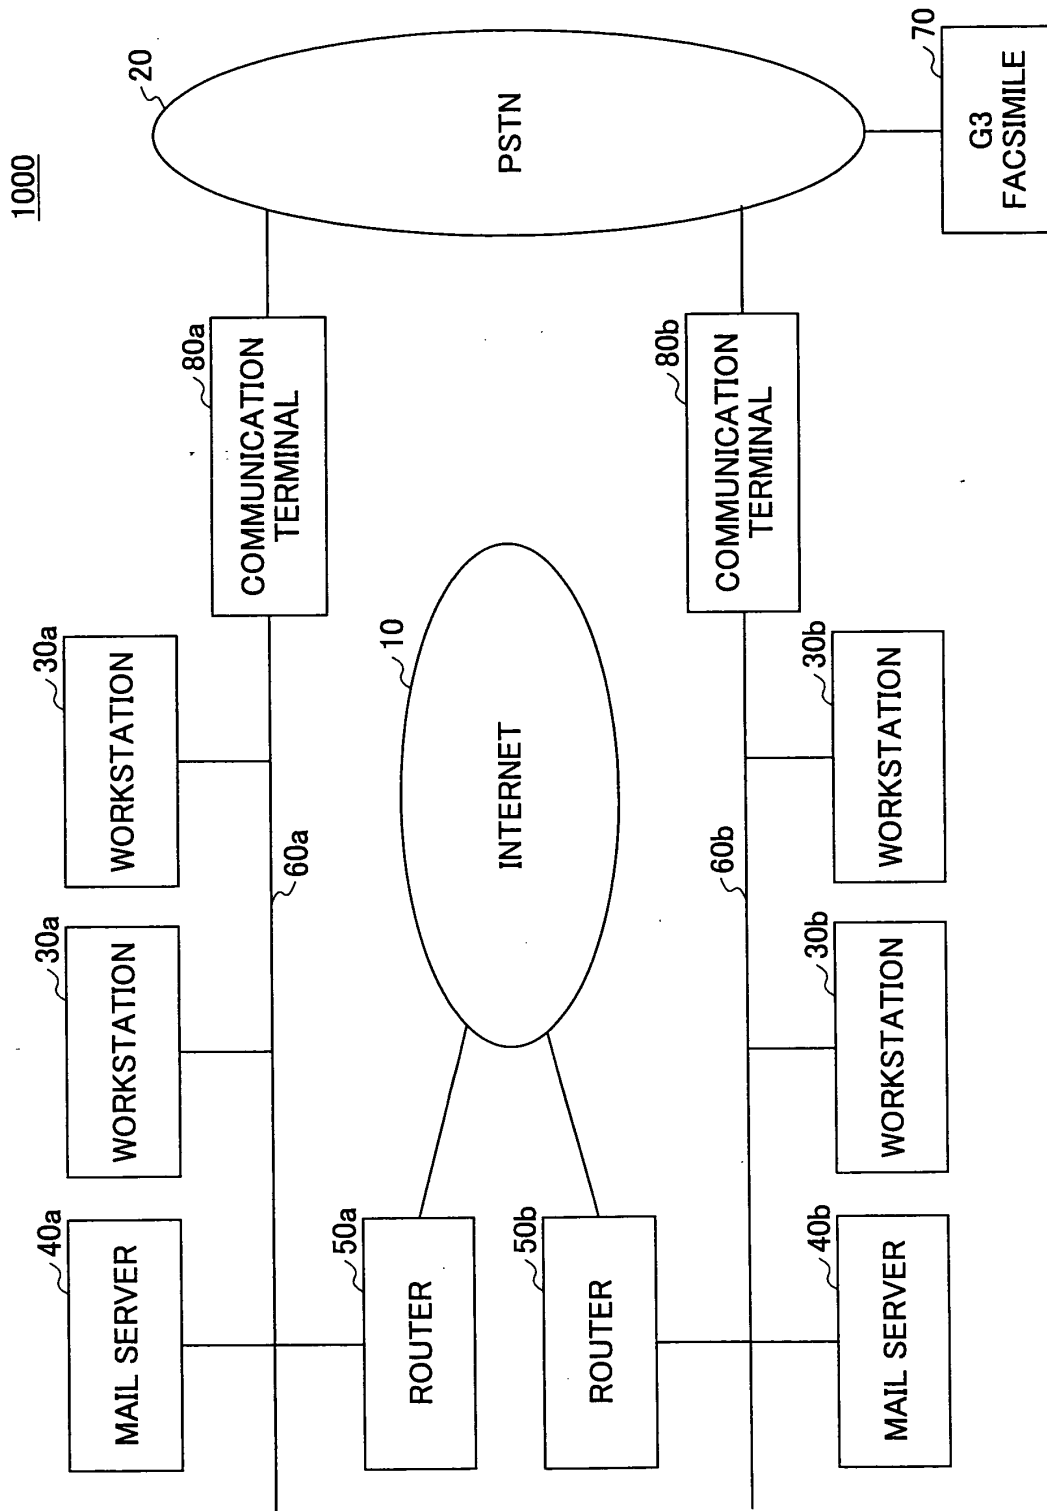 1000
40a
MAIL SERVER
30a
WORKSTATION
30a
WORKSTATION
80a
COMMUNICATION
TERMINAL
20
PSTN
60a
50a
ROUTER
10
INTERNET
50b
ROUTER
60b
80b
COMMUNICATION
TERMINAL
40b
MAIL SERVER
30b
WORKSTATION
30b
WORKSTATION
70
G3
FACSIMILE